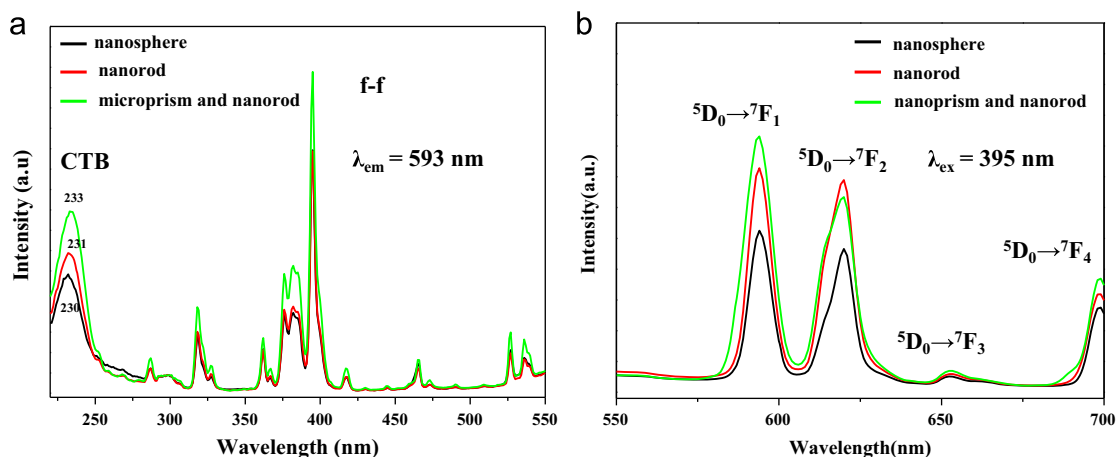 a
nanosphere
nanorod
microprism and nanorod
f-f
CTB
λem = 593 nm
233
231
230
Intensity (a.u)
250 300 350 400 450 500 550
Wavelength (nm)
b
nanosphere
nanorod
nanoprism and nanorod
⁵D₀→⁷F₁
⁵D₀→⁷F₂
λex = 395 nm
⁵D₀→⁷F₄
⁵D₀→⁷F₃
Intensity(a.u.)
550 600 650 700
Wavelength(nm)